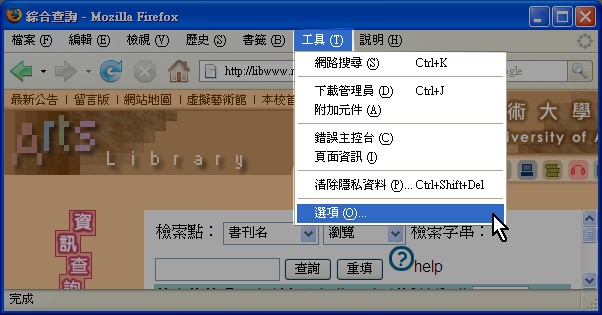 綜合查詢 - Mozilla Firefox
檔案 (F) 編輯 (E) 檢視 (V) 歷史 (S) 書籤 (B) 工具 (T) 說明 (H)
http://libwww.
oogle
網路搜尋 (S) Ctrl+K
下載管理員 (D) Ctrl+J
附加元件 (A)
錯誤主控台 (C)
頁面資訊 (I)
清除隱私資料 (P)... Ctrl+Shift+Del
選項 (O)...
最新公告 | 留言版 | 網站地圖 | 虛擬藝術館 | 本校首
術大學
iversity of A
Arts
Library
資訊查詢
檢索點： 書刊名 瀏覽 檢索字串：
查詢 重填 ? help
完成